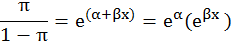 π / (1 − π) = e^(α+βx) = e^α(e^βx)